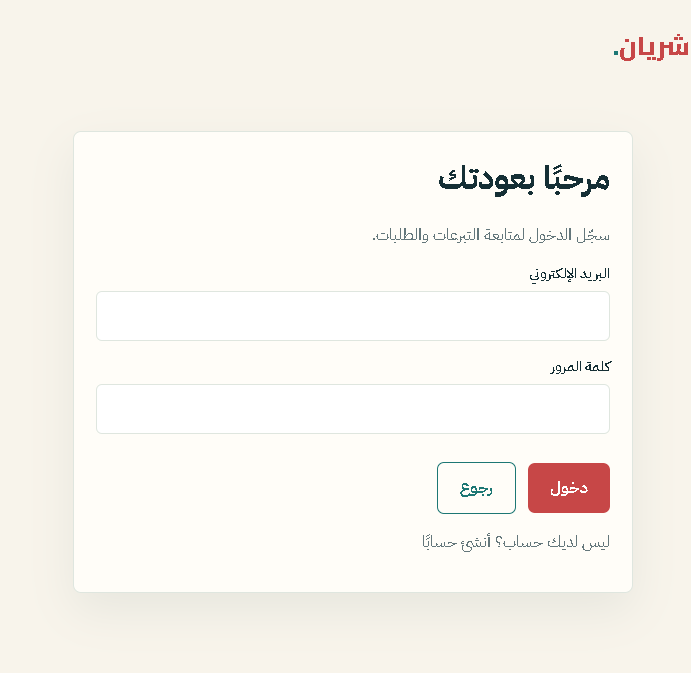 شريان.
مرحبًا بعودتك
سجّل الدخول لمتابعة التبرعات والطلبات.
البريد الإلكتروني
كلمة المرور
دخول
رجوع
ليس لديك حساب؟ أنشئ حسابًا